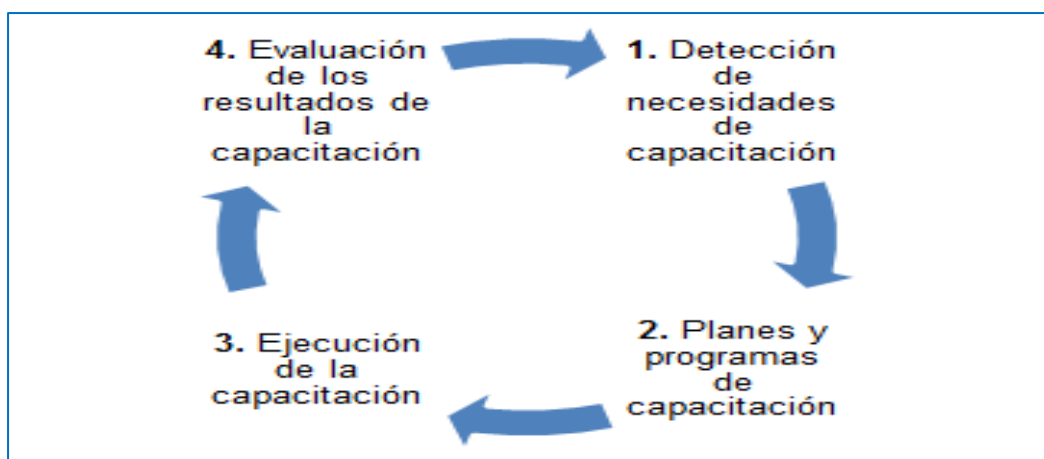 4. Evaluación
de los
resultados de
la
capacitación
1. Detección
de
necesidades
de
capacitación
2. Planes y
programas
de
capacitación
3. Ejecución
de la
capacitación